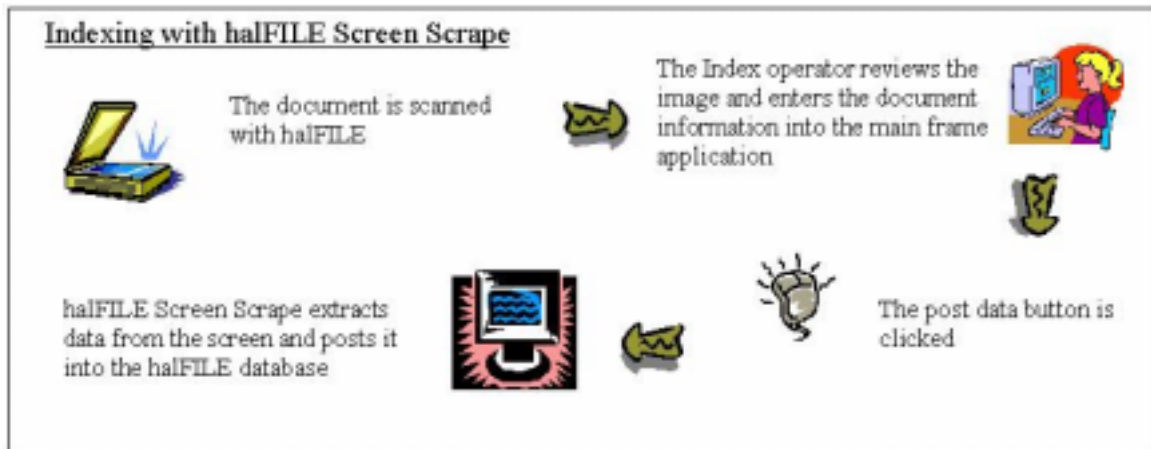 Indexing with halFILE Screen Scrape
The document is scanned
with halFILE
The Index operator reviews the
image and enters the document
information into the main frame
application
The post data button is
clicked
halFILE Screen Scrape extracts
data from the screen and posts it
into the halFILE database